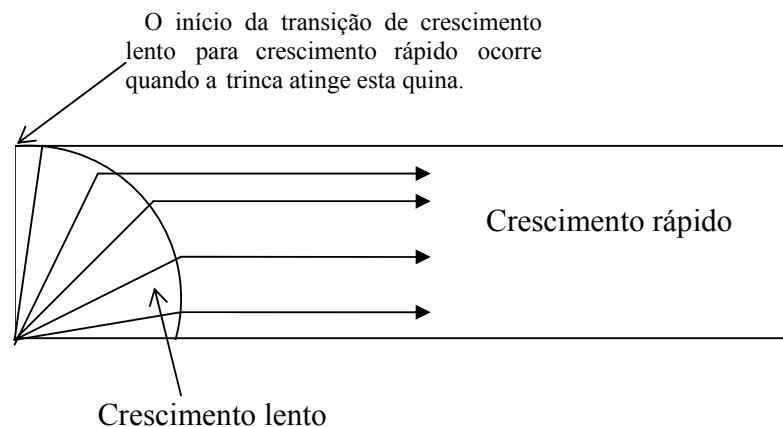 O início da transição de crescimento
lento para crescimento rápido ocorre
quando a trinca atinge esta quina.
Crescimento rápido
Crescimento lento